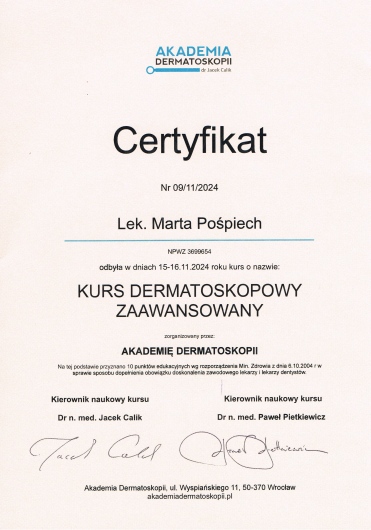 AKADEMIA
DERMATOSKOPII
dr Jacek Calik
Certyfikat
Nr 09/11/2024
Lek. Marta Pośpiech
NPWZ 3699654
odbyła w dniach 15-16.11.2024 roku kurs o nazwie:
KURS DERMATOSKOPOWY
ZAAWANSOWANY
zorganizowany przez:
AKADEMIĘ DERMATOSKOPII
Na tej podstawie przyznano 10 punktów edukacyjnych wg rozporządzenia Min. Zdrowia z dnia 6.10.2004 r w
sprawie sposobu dopełnienia obowiązku doskonalenia zawodowego lekarzy i lekarzy dentystów.
Kierownik naukowy kursu Kierownik naukowy kursu
Dr n. med. Jacek Calik Dr n. med. Paweł Pietkiewicz
Jacek Calik
Akademia Dermatoskopii, ul. Wyspiańskiego 11, 50-370 Wrocław
akademiadermatoskopii.pl